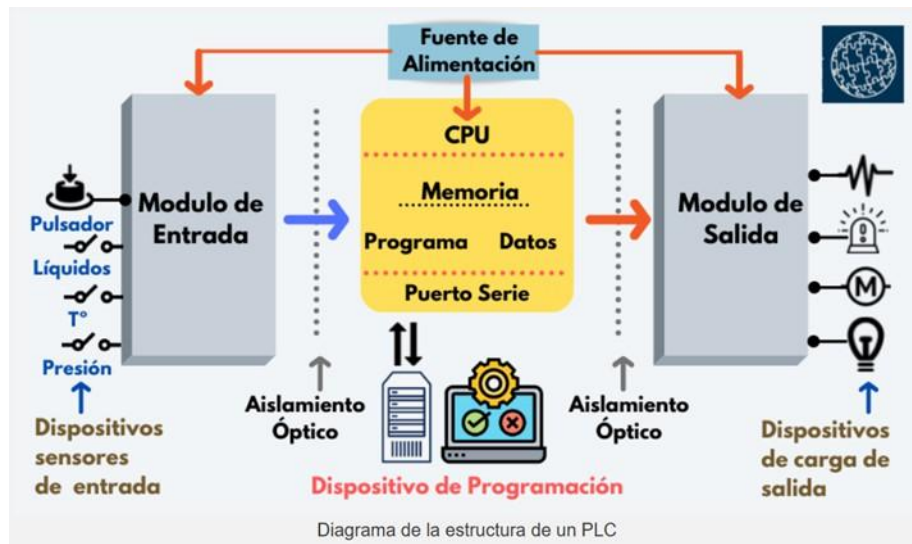 Fuente de
Alimentación
CPU
Memoria
Programa Datos
Puerto Serie
Modulo de
Entrada
Modulo de
Salida
Pulsador
Líquidos
T°
Presión
M
Aislamiento
Óptico
Aislamiento
Óptico
Dispositivos
sensores
de entrada
Dispositivo de Programación
Dispositivos
de carga de
salida
Diagrama de la estructura de un PLC